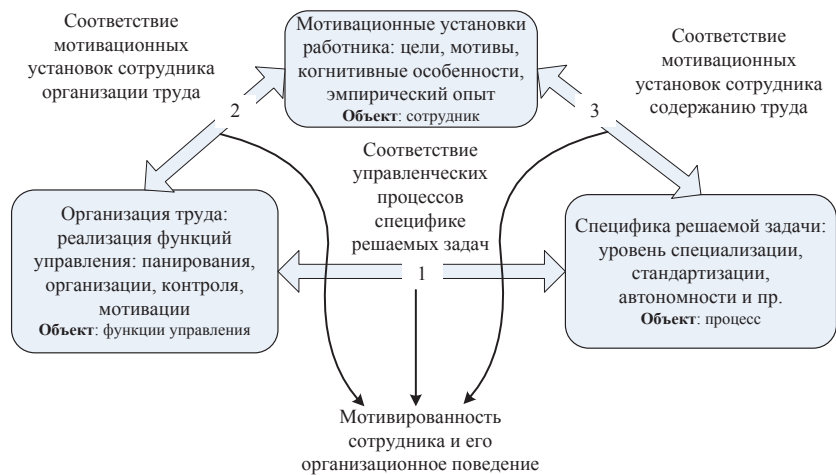 Соответствие
мотивационных
установок сотрудника
организации труда
Мотивационные установки
работника: цели, мотивы,
когнитивные особенности,
эмпирический опыт
Объект: сотрудник
Соответствие
мотивационных
установок сотрудника
содержанию труда
2
3
Соответствие
управленческих
процессов
специфике
решаемых задач
1
Организация труда:
реализация функций
управления: панирования,
организации, контроля,
мотивации
Объект: функции управления
Специфика решаемой задачи:
уровень специализации,
стандартизации,
автономности и пр.
Объект: процесс
Мотивированность
сотрудника и его
организационное поведение